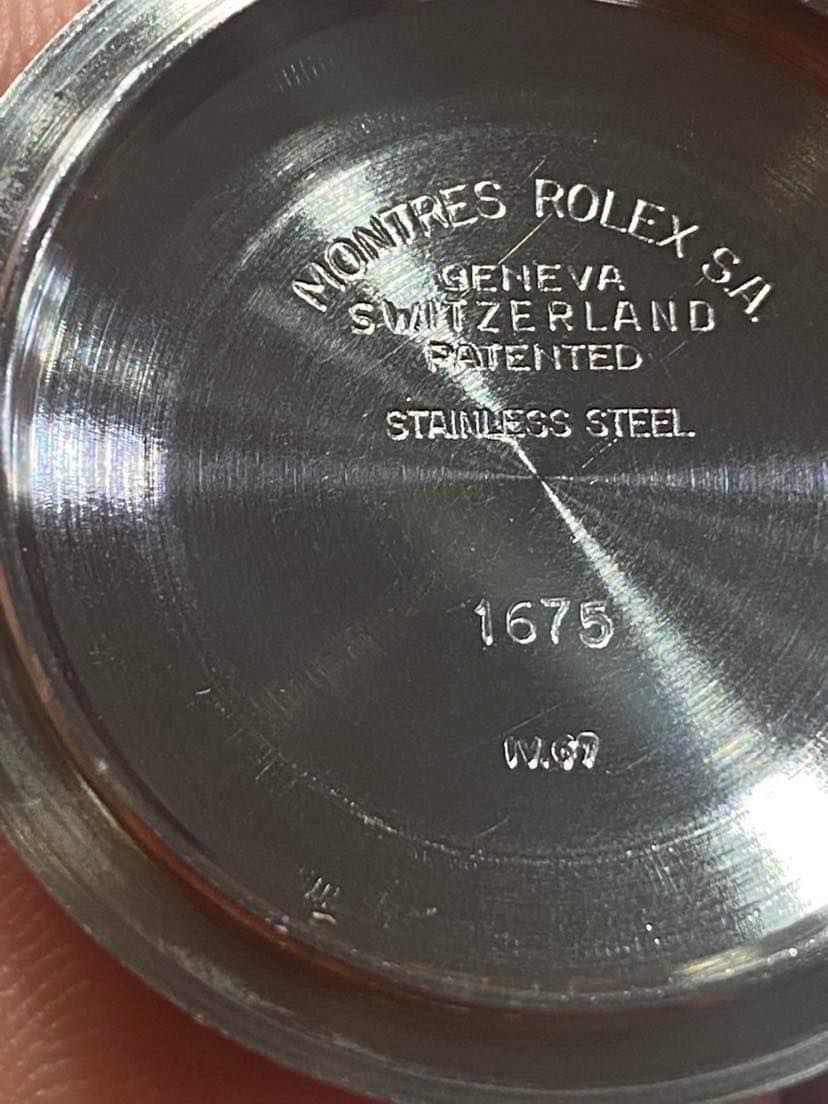 MONTRES ROLEX S.A.
GENEVA
SWITZERLAND
PATENTED
STAINLESS STEEL
1675
IV.67